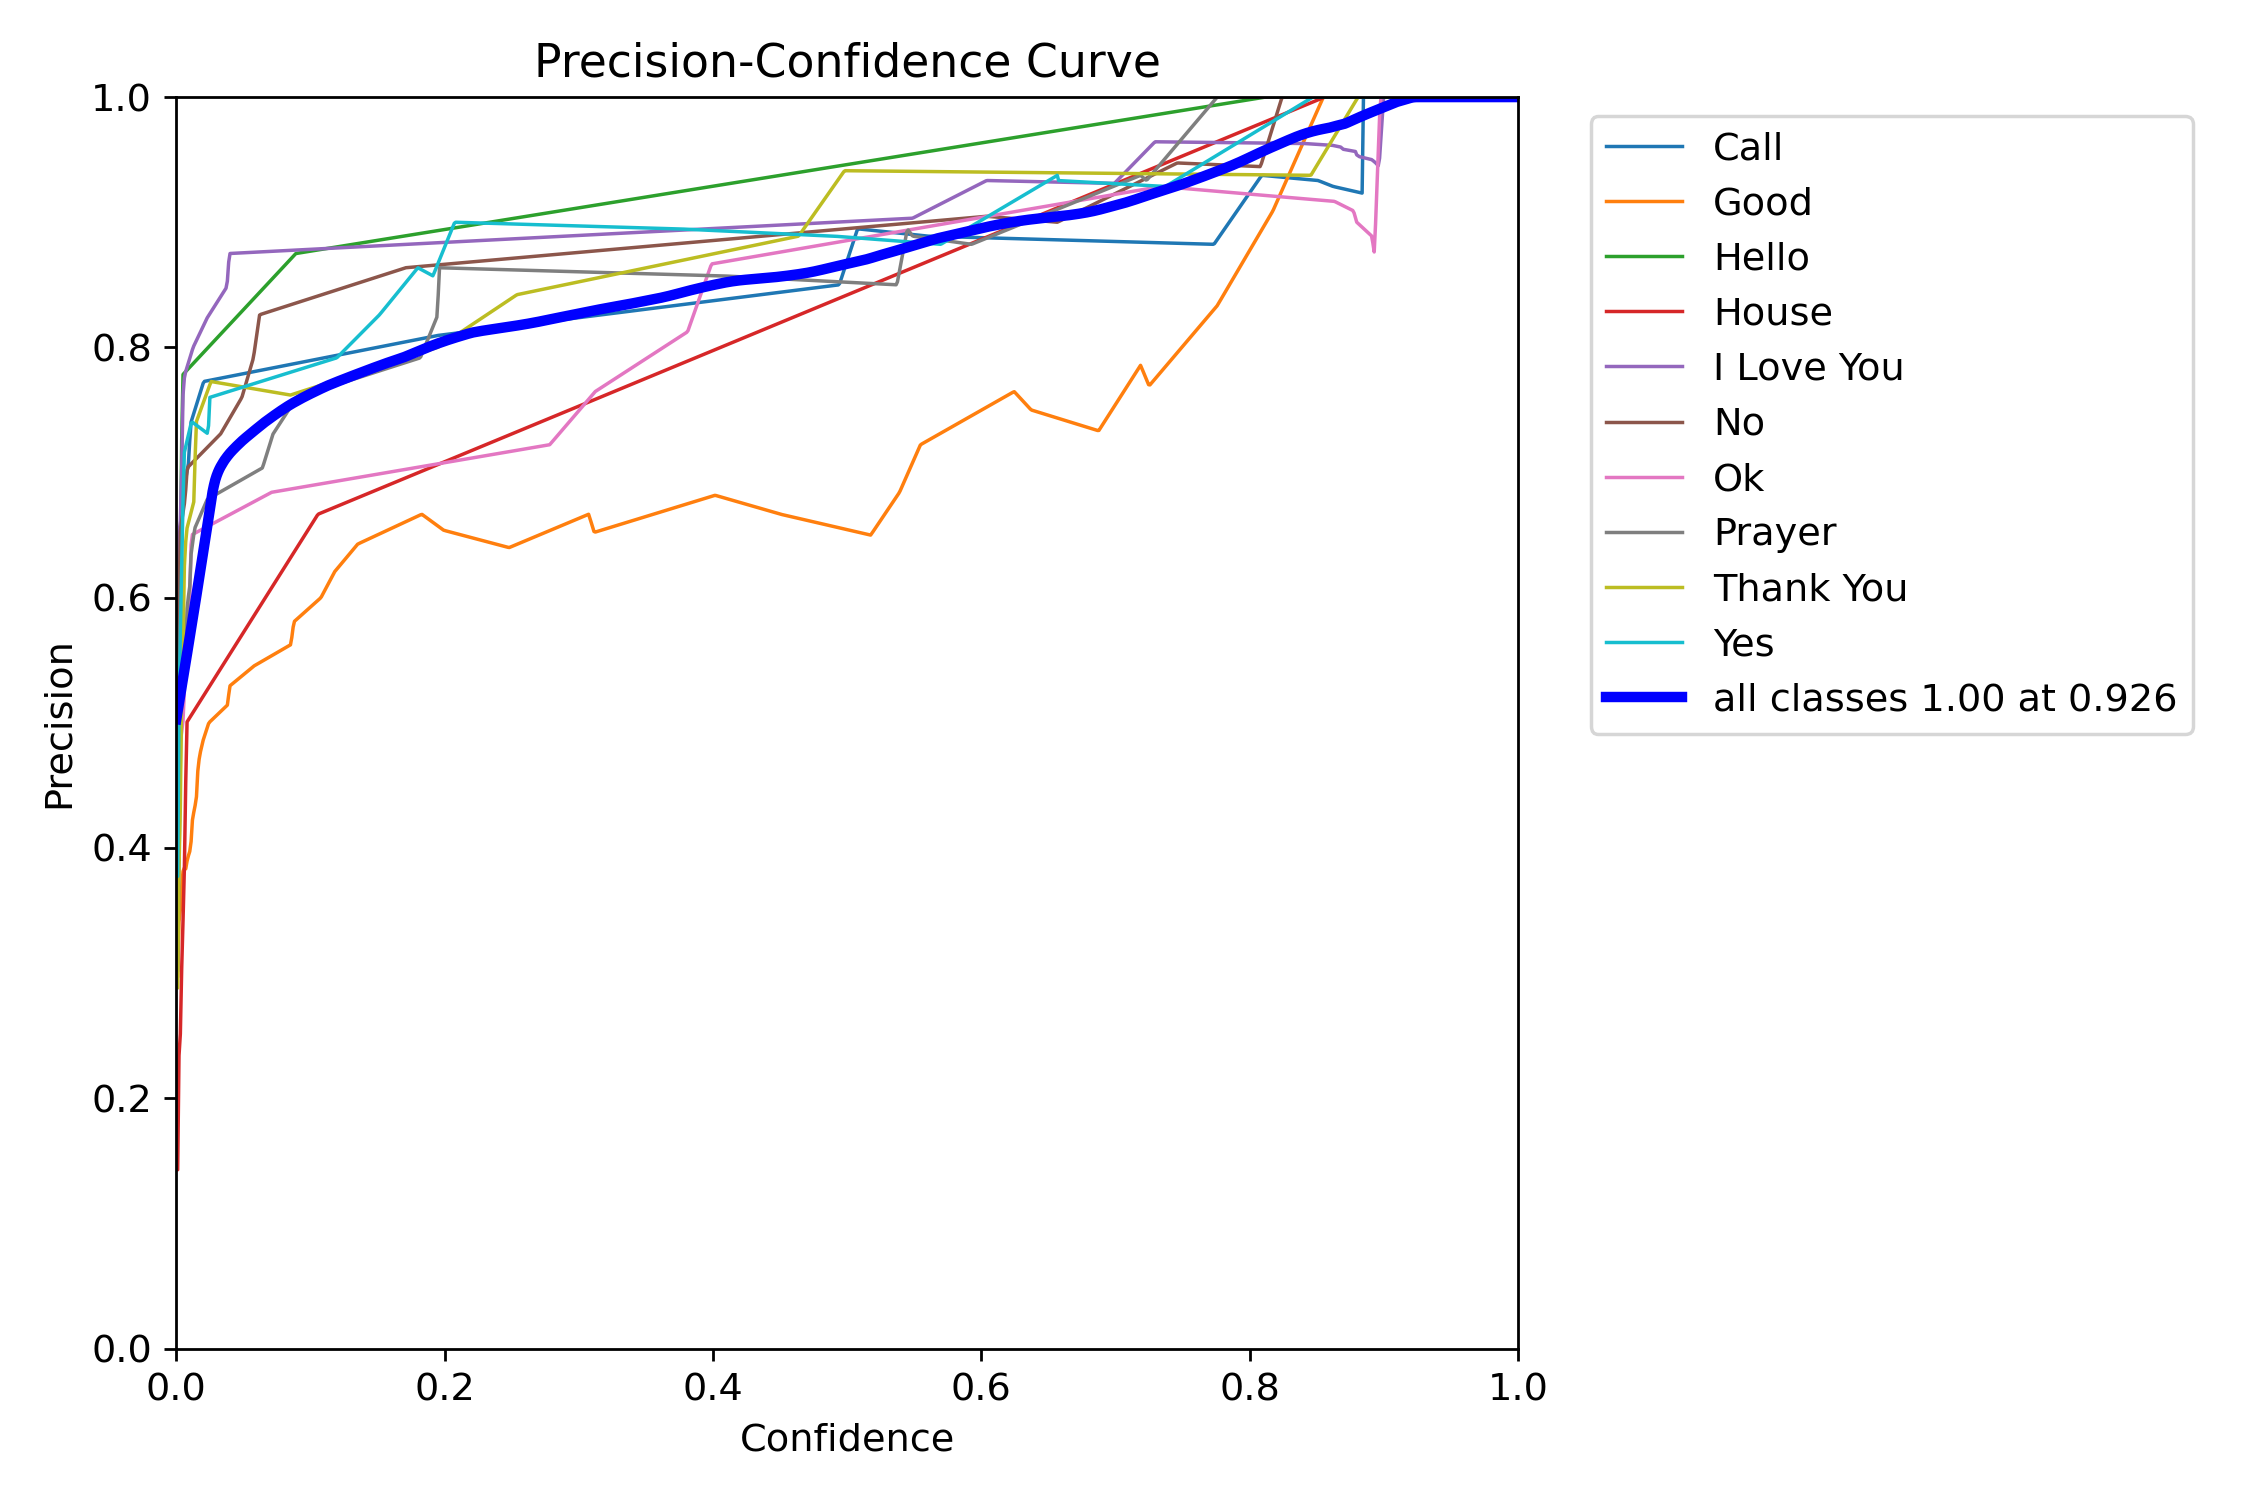 Precision-Confidence Curve
1.0
0.8
0.6
0.4
0.2
0.0
Precision
0.0 0.2 0.4 0.6 0.8 1.0
Confidence
Call
Good
Hello
House
I Love You
No
Ok
Prayer
Thank You
Yes
all classes 1.00 at 0.926